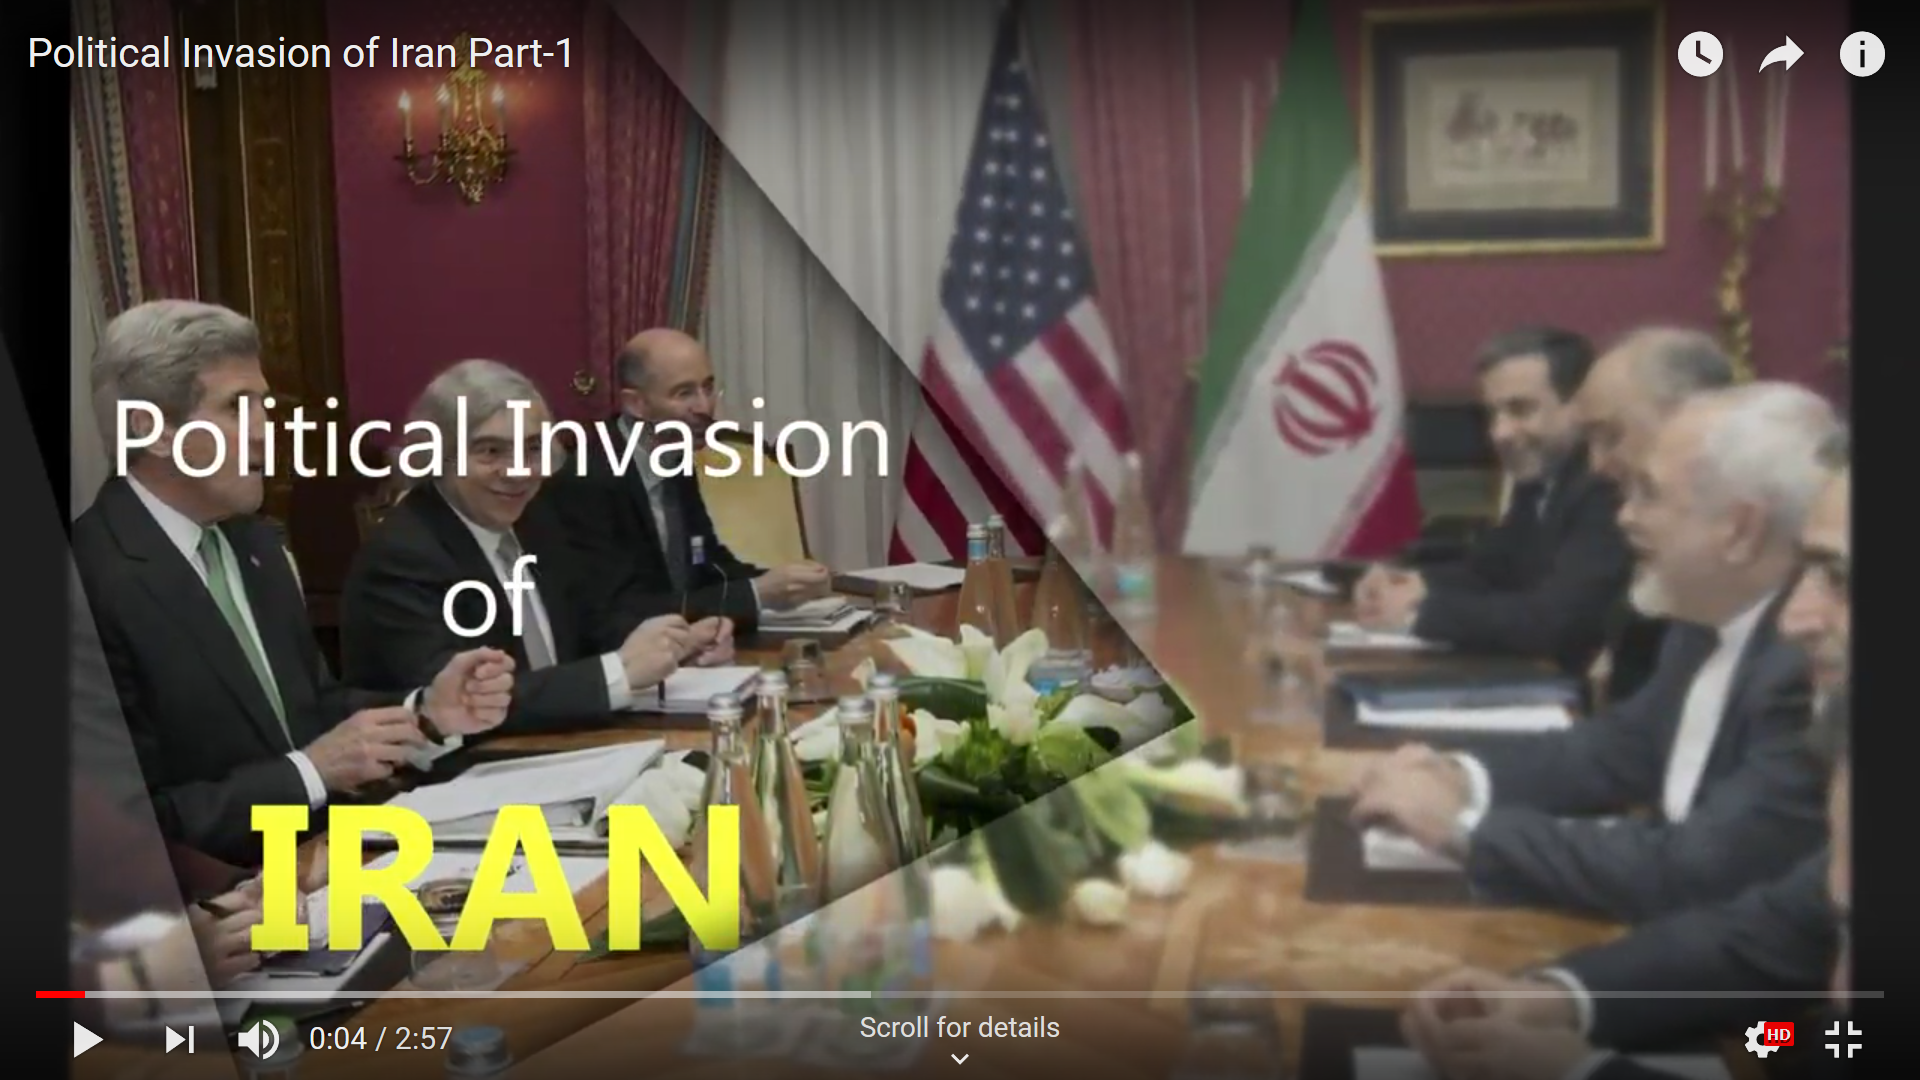 Political Invasion of Iran Part-1
Political Invasion
of
IRAN
0:04 / 2:57
Scroll for details
HD